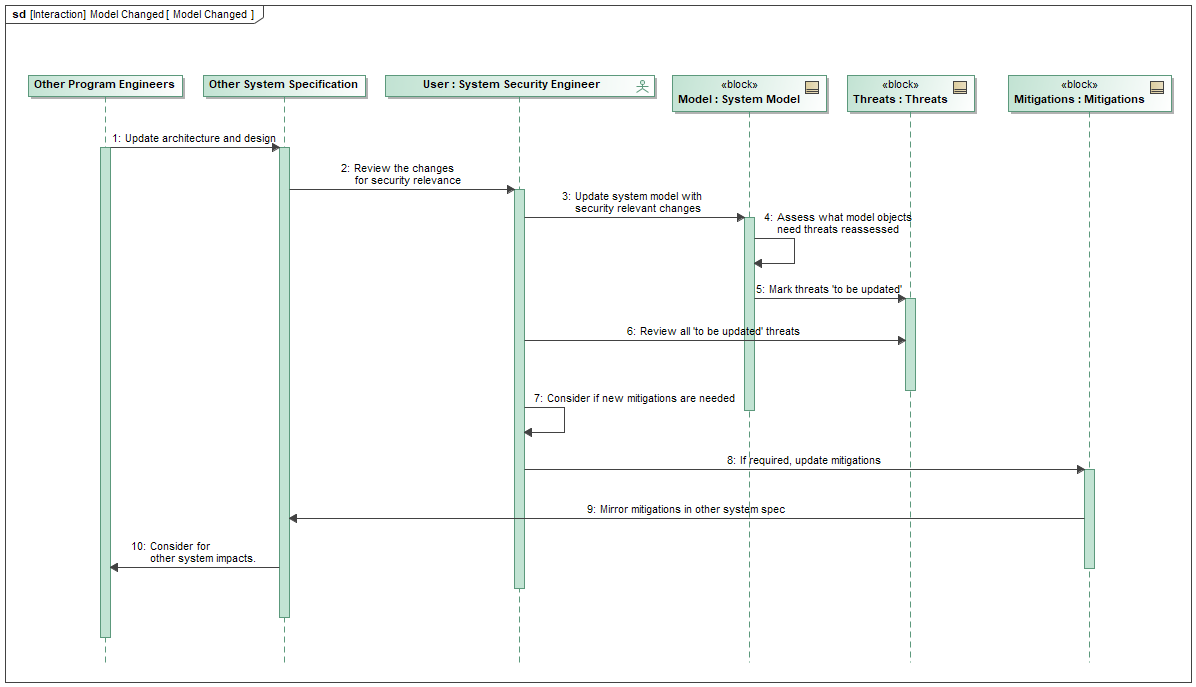 sd [Interaction] Model Changed [ Model Changed ]
Other Program Engineers
Other System Specification
User : System Security Engineer
«block»
Model : System Model
«block»
Threats : Threats
«block»
Mitigations : Mitigations
1: Update architecture and design
2: Review the changes
for security relevance
3: Update system model with
security relevant changes
4: Assess what model objects
need threats reassessed
5: Mark threats 'to be updated'
6: Review all 'to be updated' threats
7: Consider if new mitigations are needed
8: If required, update mitigations
9: Mirror mitigations in other system spec
10: Consider for
other system impacts.